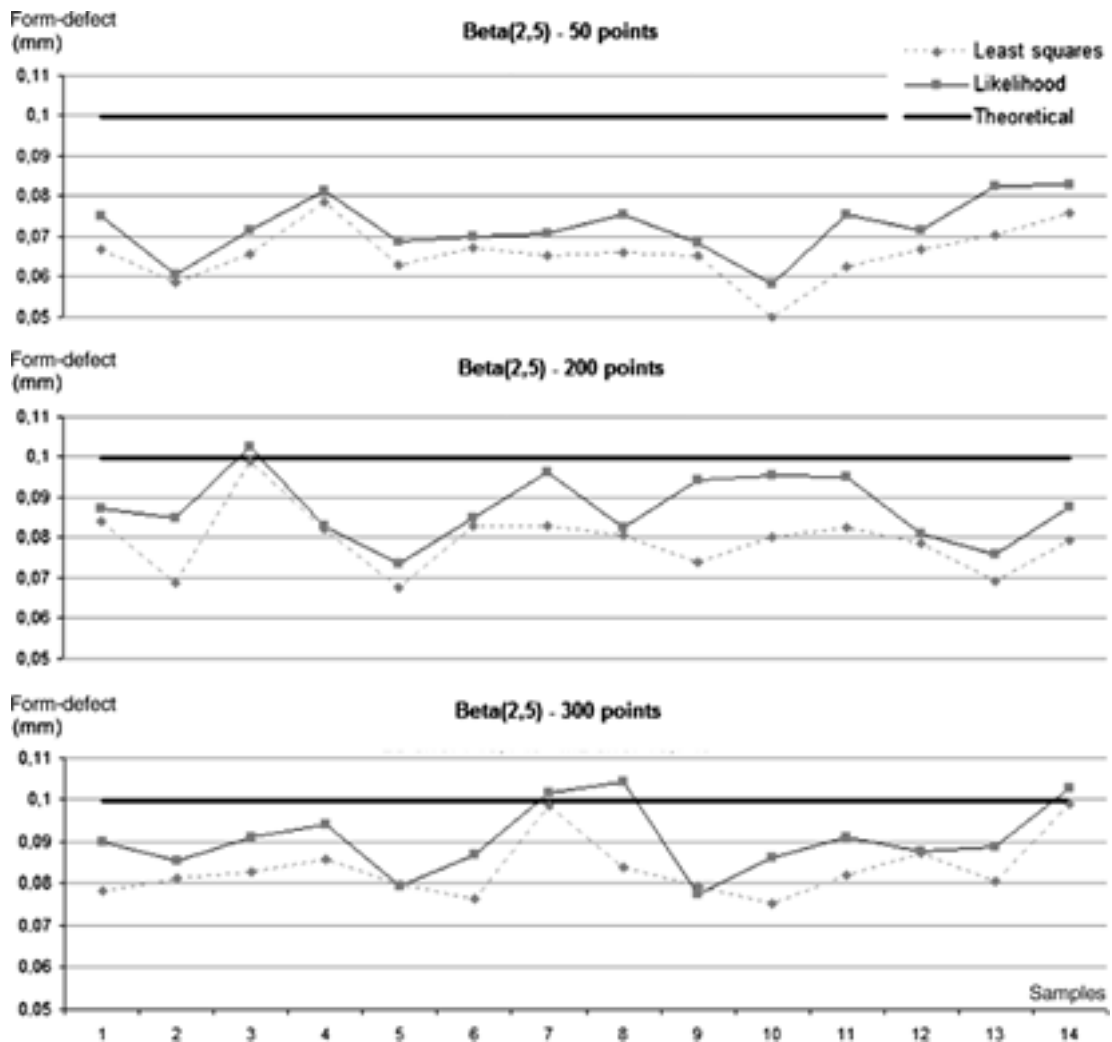 Form-defect
(mm)
Beta(2,5) - 50 points
Least squares
Likelihood
Theoretical
0,11
0,1
0,09
0,08
0,07
0,06
0,05
Form-defect
(mm)
Beta(2,5) - 200 points
0,11
0,1
0,09
0,08
0,07
0,06
0,05
Form-defect
(mm)
Beta(2,5) - 300 points
0,11
0,1
0,09
0,08
0,07
0,06
0,05
Samples
1 2 3 4 5 6 7 8 9 10 11 12 13 14